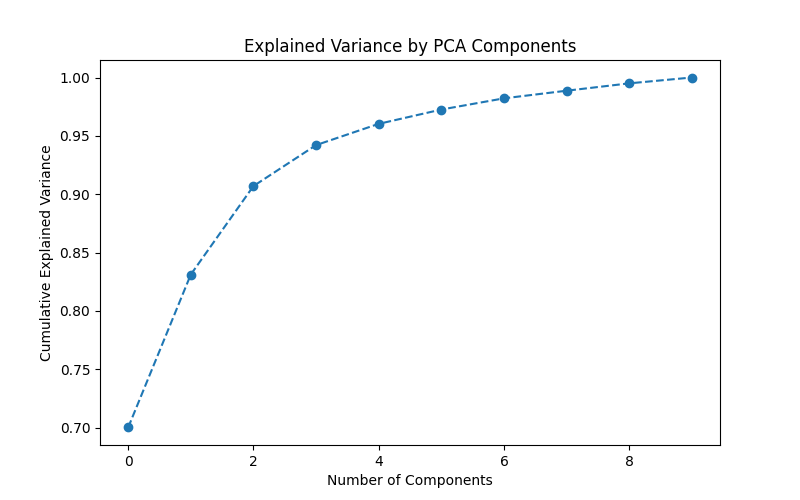 Explained Variance by PCA Components
1.00
0.95
0.90
0.85
0.80
0.75
0.70
Cumulative Explained Variance
0 2 4 6 8
Number of Components